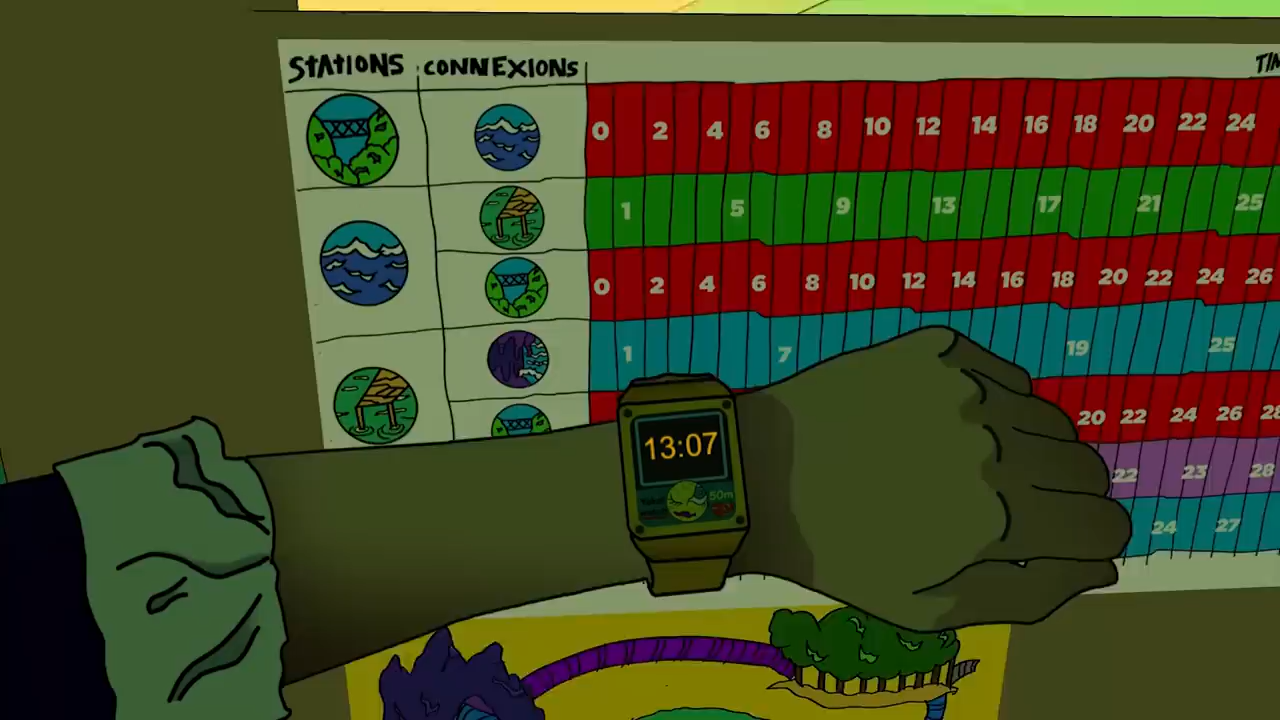 STATIONS CONNEXIONS TIM
0 2 4 6 8 10 12 14 16 18 20 22 24
1 5 9 13 17 21 25
0 2 4 6 8 10 12 14 16 18 20 22 24 26
1 7 19 25
20 22 24 26 28
22 23 28
24 27
13:07
50m